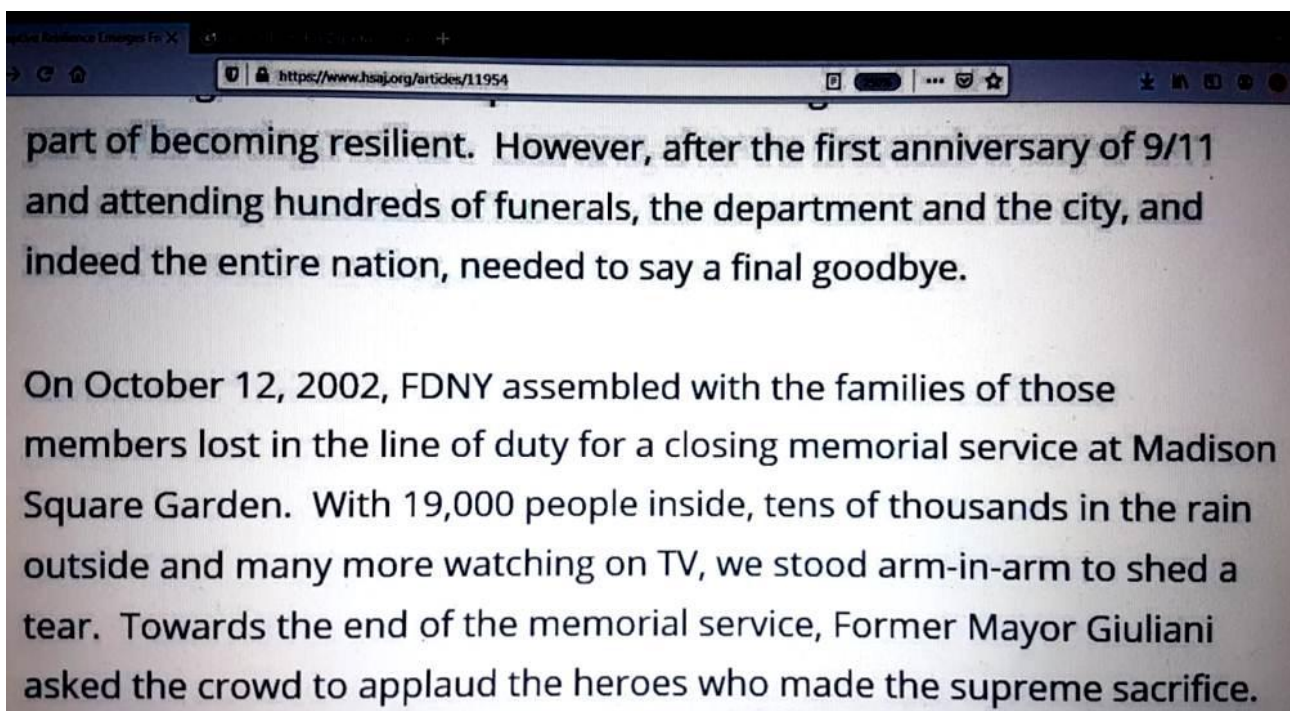 https://www.hsaj.org/articles/11954
part of becoming resilient. However, after the first anniversary of 9/11
and attending hundreds of funerals, the department and the city, and
indeed the entire nation, needed to say a final goodbye.
On October 12, 2002, FDNY assembled with the families of those
members lost in the line of duty for a closing memorial service at Madison
Square Garden. With 19,000 people inside, tens of thousands in the rain
outside and many more watching on TV, we stood arm-in-arm to shed a
tear. Towards the end of the memorial service, Former Mayor Giuliani
asked the crowd to applaud the heroes who made the supreme sacrifice.